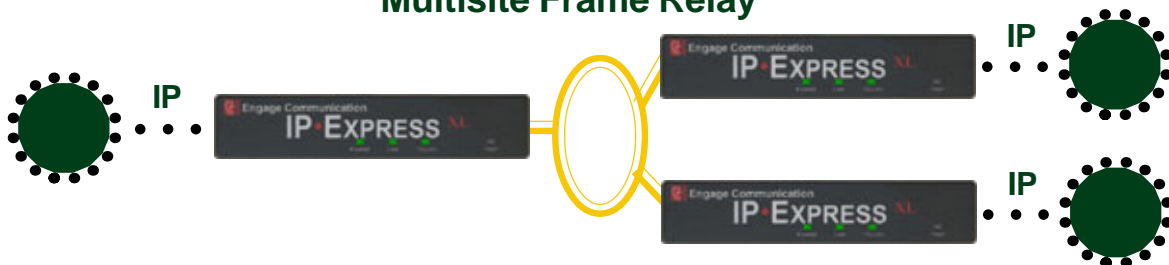 Multisite Frame Relay
IP
Engage Communication
IP•EXPRESS XL
Engage Communication
IP•EXPRESS XL
IP
Engage Communication
IP•EXPRESS XL
IP